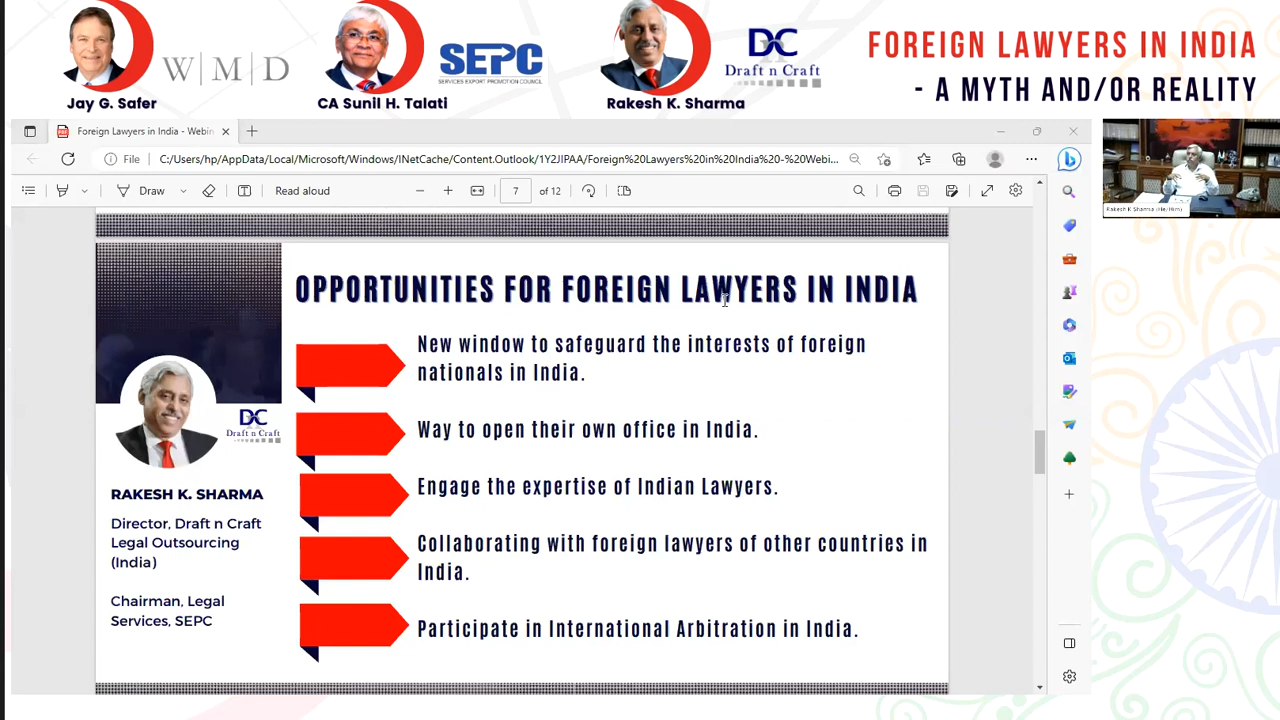 Jay G. Safer
W|M|D
CA Sunil H. Talati
SEPC
SERVICES EXPORT PROMOTION COUNCIL
Rakesh K. Sharma
DC
Draft n Craft
FOREIGN LAWYERS IN INDIA
- A MYTH AND/OR REALITY
Foreign Lawyers in India - Webin
File
C:/Users/hp/AppData/Local/Microsoft/Windows/INetCache/Content.Outlook/1Y2JIPAA/Foreign%20Lawyers%20in%20India%20-%20Webi...
Draw
Read aloud
7
of 12
Rakesh K Sharma (He/Him)
OPPORTUNITIES FOR FOREIGN LAWYERS IN INDIA
New window to safeguard the interests of foreign
nationals in India.
Way to open their own office in India.
Engage the expertise of Indian Lawyers.
Collaborating with foreign lawyers of other countries in
India.
Participate in International Arbitration in India.
DC
Draft n Craft
RAKESH K. SHARMA
Director, Draft n Craft
Legal Outsourcing
(India)
Chairman, Legal
Services, SEPC